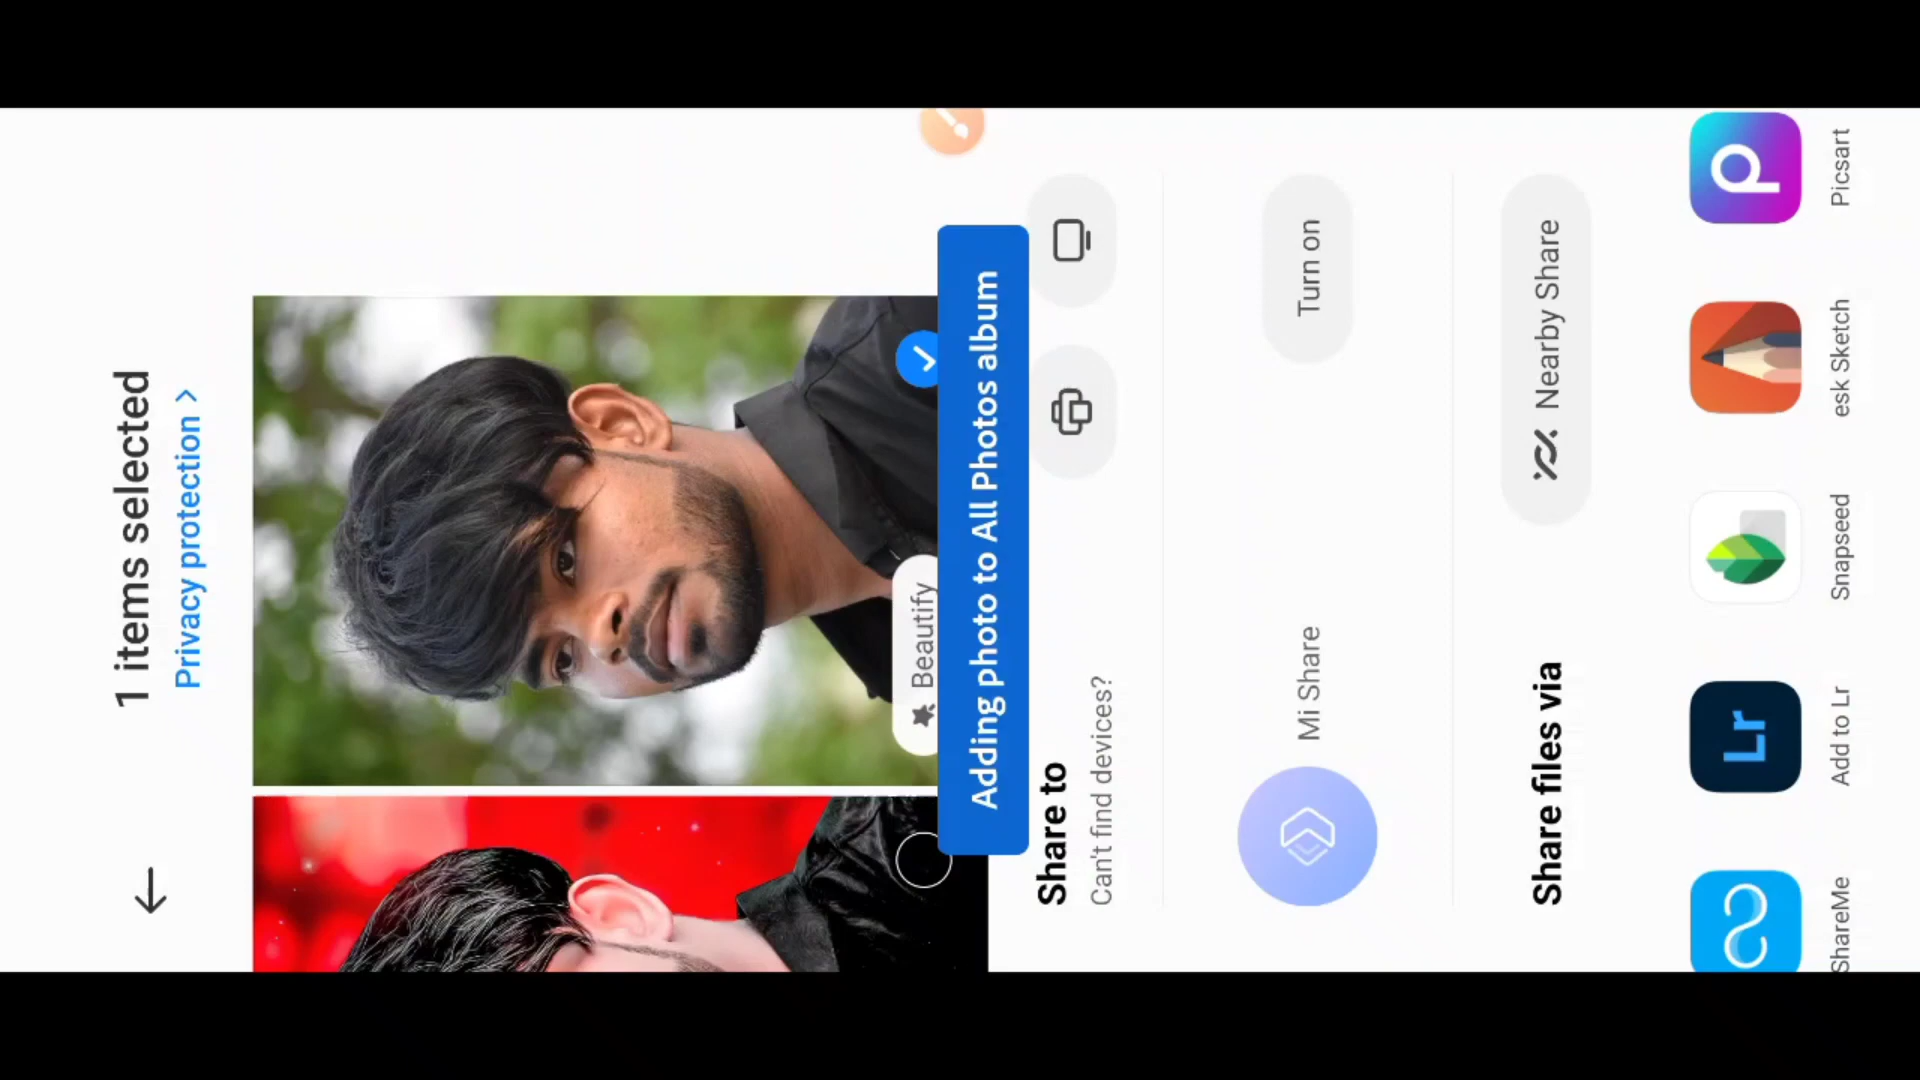 1 items selected
Privacy protection >
Beautify
Adding photo to All Photos album
Share to
Can't find devices?
Mi Share
Turn on
Share files via
Nearby Share
ShareMe
Lr
Add to Lr
Snapseed
esk Sketch
Picsart